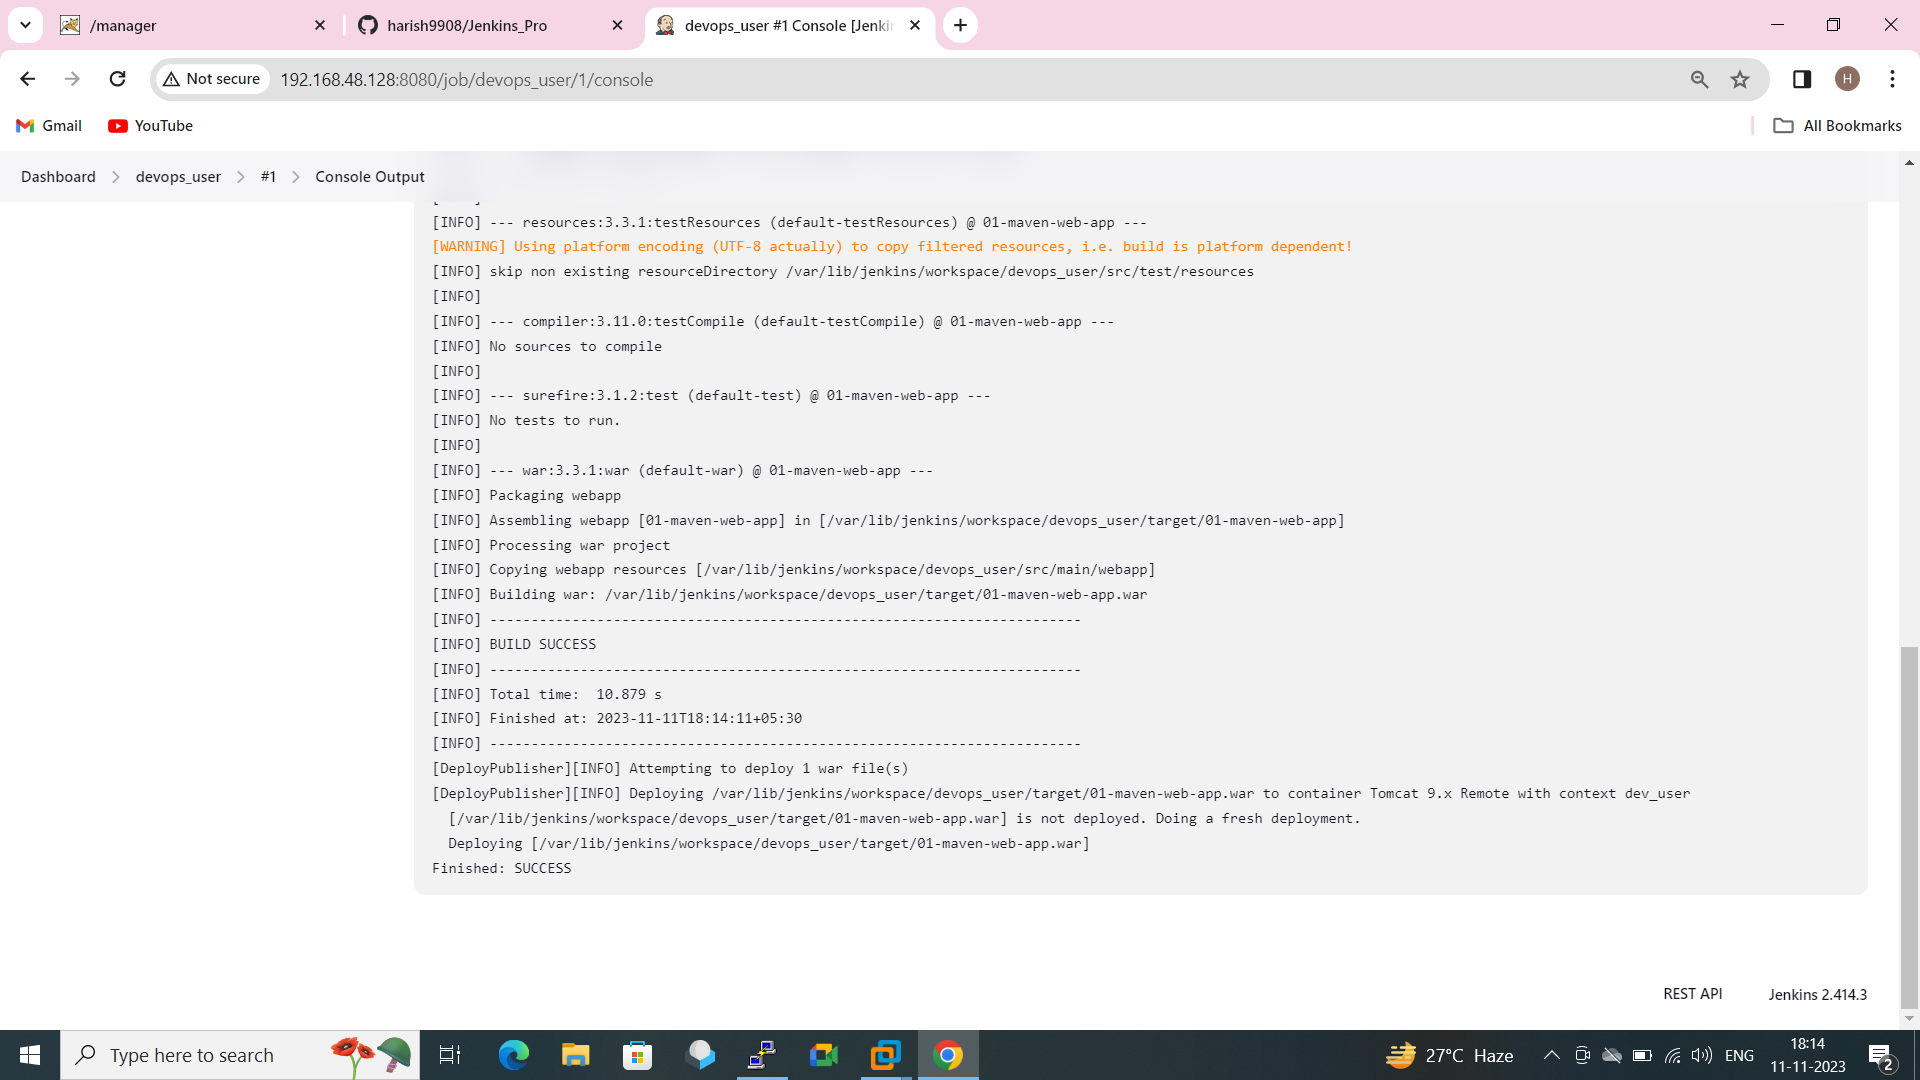 /manager
harish9908/Jenkins_Pro
devops_user #1 Console [Jenki
Not secure
192.168.48.128:8080/job/devops_user/1/console
H
Gmail
YouTube
All Bookmarks
Dashboard
devops_user
#1
Console Output
[INFO] --- resources:3.3.1:testResources (default-testResources) @ 01-maven-web-app ---
[WARNING] Using platform encoding (UTF-8 actually) to copy filtered resources, i.e. build is platform dependent!
[INFO] skip non existing resourceDirectory /var/lib/jenkins/workspace/devops_user/src/test/resources
[INFO]
[INFO] --- compiler:3.11.0:testCompile (default-testCompile) @ 01-maven-web-app ---
[INFO] No sources to compile
[INFO]
[INFO] --- surefire:3.1.2:test (default-test) @ 01-maven-web-app ---
[INFO] No tests to run.
[INFO]
[INFO] --- war:3.3.1:war (default-war) @ 01-maven-web-app ---
[INFO] Packaging webapp
[INFO] Assembling webapp [01-maven-web-app] in [/var/lib/jenkins/workspace/devops_user/target/01-maven-web-app]
[INFO] Processing war project
[INFO] Copying webapp resources [/var/lib/jenkins/workspace/devops_user/src/main/webapp]
[INFO] Building war: /var/lib/jenkins/workspace/devops_user/target/01-maven-web-app.war
[INFO] ------------------------------------------------------------------------
[INFO] BUILD SUCCESS
[INFO] ------------------------------------------------------------------------
[INFO] Total time:  10.879 s
[INFO] Finished at: 2023-11-11T18:14:11+05:30
[INFO] ------------------------------------------------------------------------
[DeployPublisher][INFO] Attempting to deploy 1 war file(s)
[DeployPublisher][INFO] Deploying /var/lib/jenkins/workspace/devops_user/target/01-maven-web-app.war to container Tomcat 9.x Remote with context dev_user
[/var/lib/jenkins/workspace/devops_user/target/01-maven-web-app.war] is not deployed. Doing a fresh deployment.
Deploying [/var/lib/jenkins/workspace/devops_user/target/01-maven-web-app.war]
Finished: SUCCESS
REST API
Jenkins 2.414.3
Type here to search
27°C Haze
ENG
18:14
11-11-2023
2